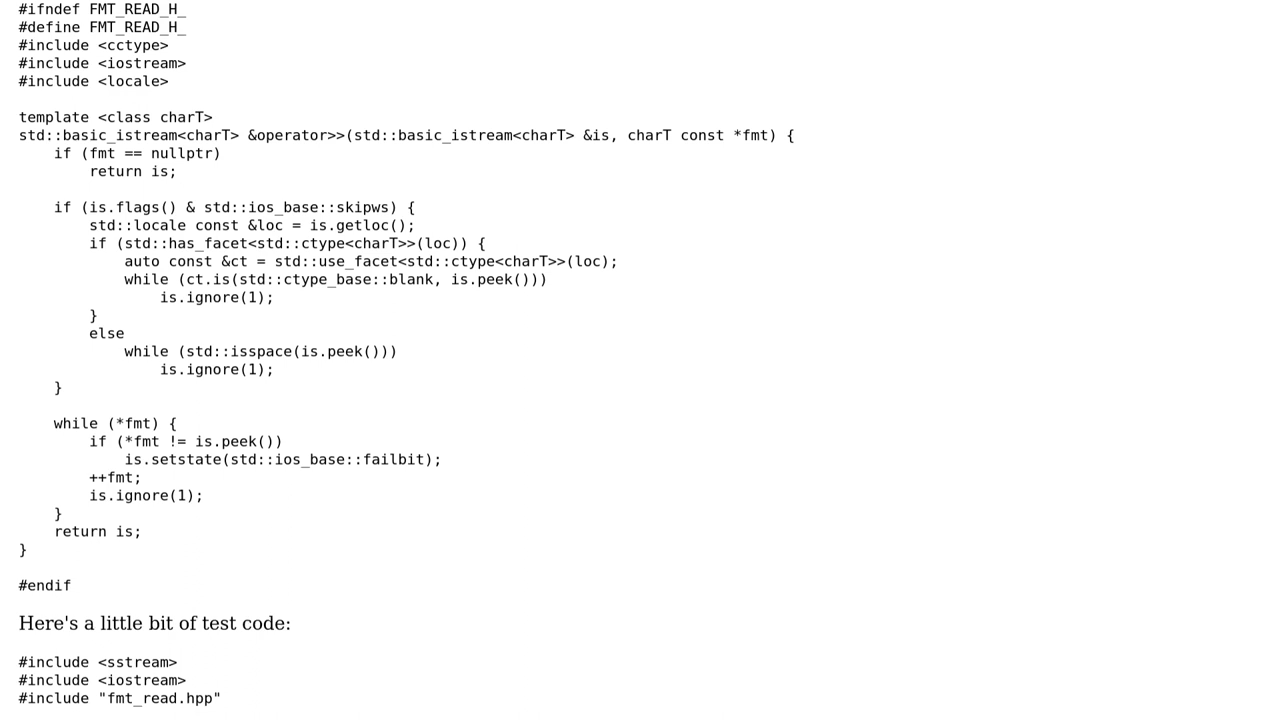 #ifndef FMT_READ_H_
#define FMT_READ_H_
#include <cctype>
#include <iostream>
#include <locale>

template <class charT>
std::basic_istream<charT> &operator>>(std::basic_istream<charT> &is, charT const *fmt) {
    if (fmt == nullptr)
        return is;

    if (is.flags() & std::ios_base::skipws) {
        std::locale const &loc = is.getloc();
        if (std::has_facet<std::ctype<charT>>(loc)) {
            auto const &ct = std::use_facet<std::ctype<charT>>(loc);
            while (ct.is(std::ctype_base::blank, is.peek()))
                is.ignore(1);
        }
        else
            while (std::isspace(is.peek()))
                is.ignore(1);
    }

    while (*fmt) {
        if (*fmt != is.peek())
            is.setstate(std::ios_base::failbit);
        ++fmt;
        is.ignore(1);
    }
    return is;
}

#endif

Here's a little bit of test code:

#include <sstream>
#include <iostream>
#include "fmt_read.hpp"